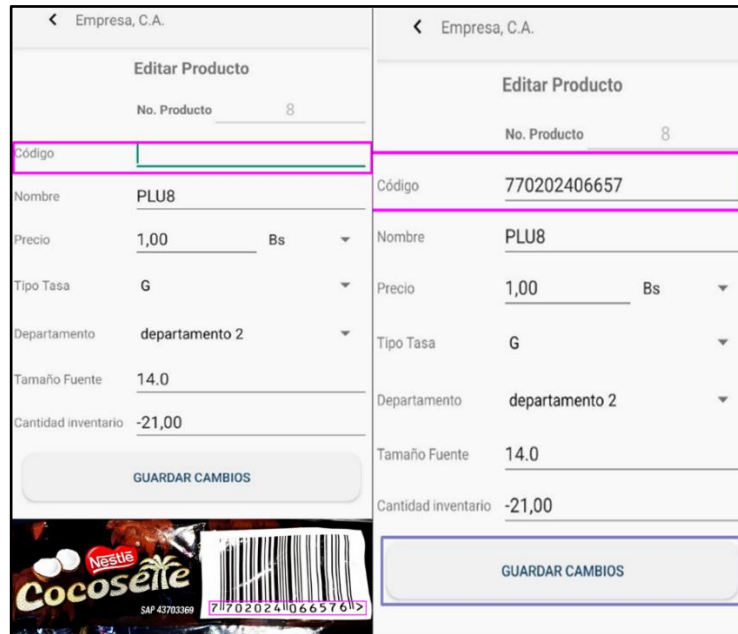 Empresa, C.A.
Editar Producto
No. Producto 8
Código
Nombre PLU8
Precio 1,00 Bs
Tipo Tasa G
Departamento departamento 2
Tamaño Fuente 14.0
Cantidad inventario -21,00
GUARDAR CAMBIOS
Nestlé
Cocosette
SAP 43703369
7 702024 066576 >
Empresa, C.A.
Editar Producto
No. Producto 8
Código 770202406657
Nombre PLU8
Precio 1,00 Bs
Tipo Tasa G
Departamento departamento 2
Tamaño Fuente 14.0
Cantidad inventario -21,00
GUARDAR CAMBIOS